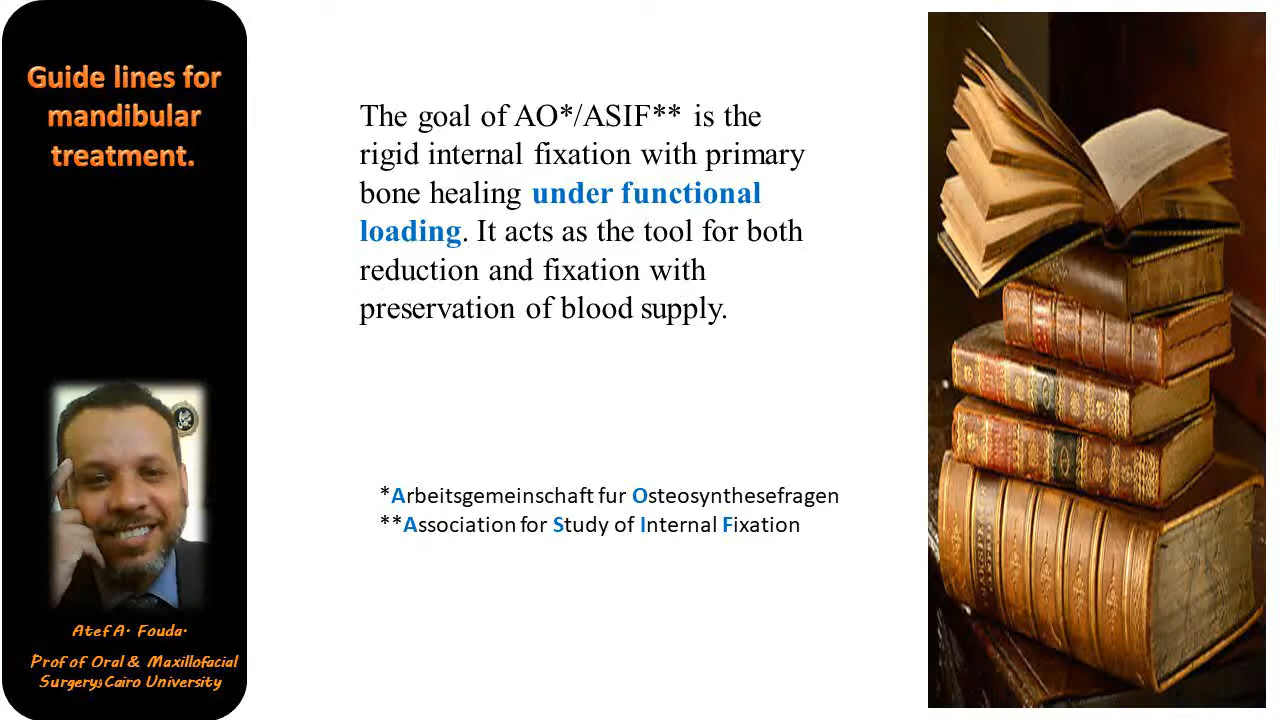 Guide lines for
mandibular
treatment.
The goal of AO*/ASIF** is the
rigid internal fixation with primary
bone healing under functional
loading. It acts as the tool for both
reduction and fixation with
preservation of blood supply.
*Arbeitsgemeinschaft fur Osteosynthesefragen
**Association for Study of Internal Fixation
Atef A. Fouda.
Prof of Oral & Maxillofacial
Surgery,Cairo University